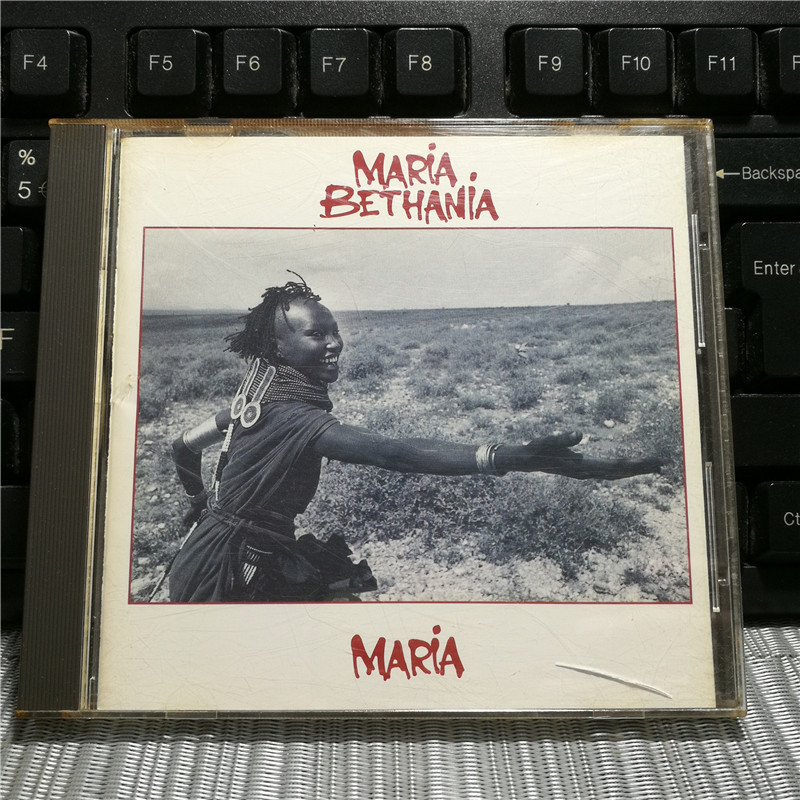 F4 F5 F6 F7 F8 F9 F10 F11
%
5
←Backspa
Enter
F
Ct
MARIA
BETHANIA
MARIA